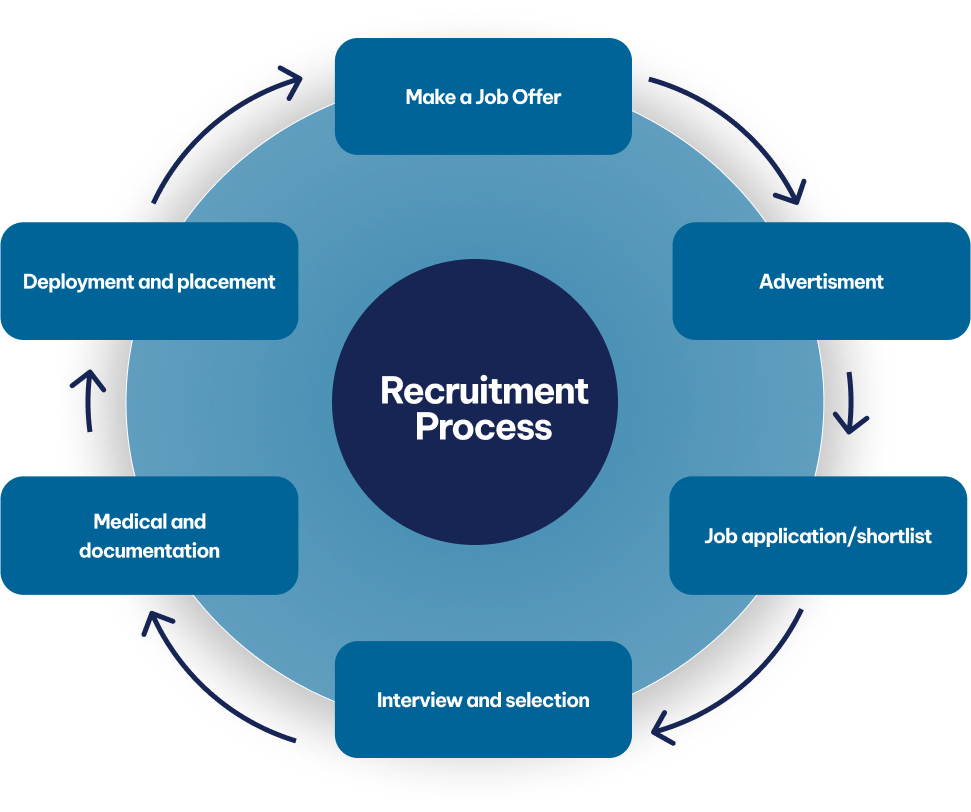 Make a Job Offer
Deployment and placement
Advertisment
Recruitment
Process
Medical and
documentation
Job application/shortlist
Interview and selection